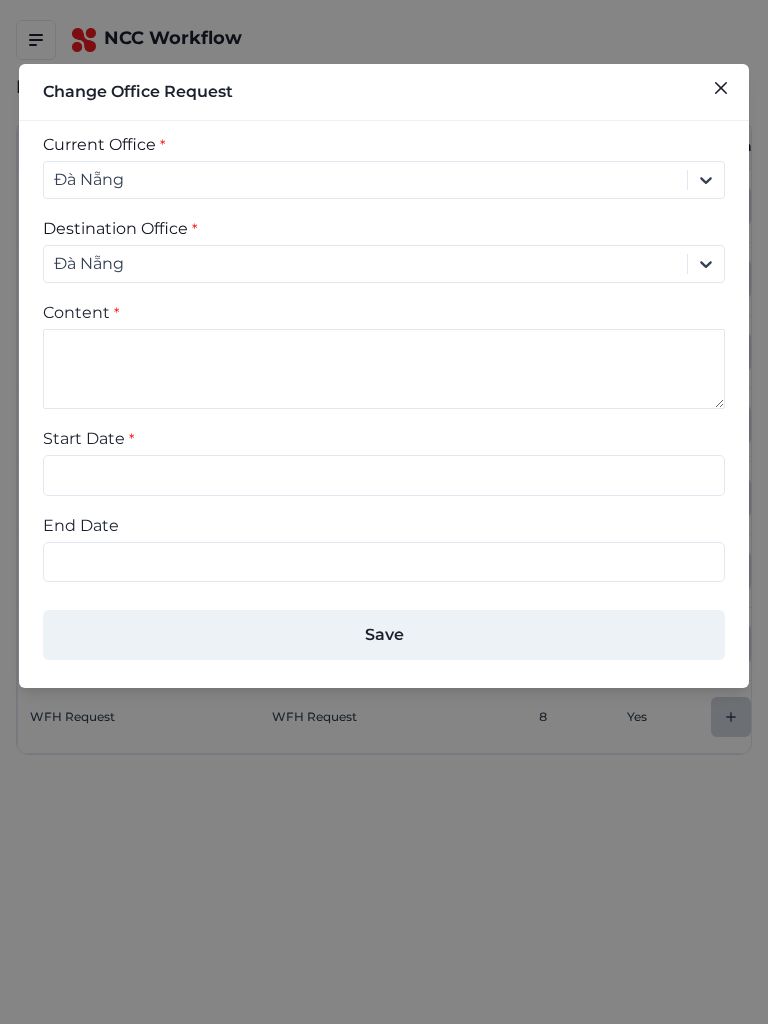 NCC Workflow
Change Office Request
Current Office *
Đà Nẵng
Destination Office *
Đà Nẵng
Content *
Start Date *
End Date
Save
WFH Request WFH Request 8 Yes